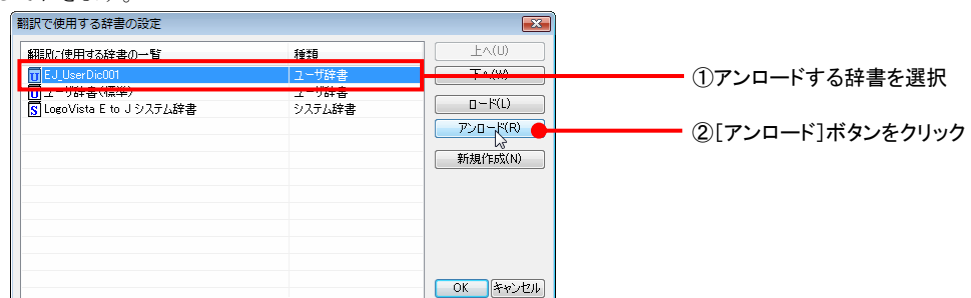 翻訳で使用する辞書の設定
翻訳に使用する辞書の一覧 種類
上へ(U)
U EJ_UserDic001 ユーザ辞書
下へ(W)
①アンロードする辞書を選択
U ユーザ辞書(標準) ユーザ辞書
S LogoVista E to J システム辞書 システム辞書
ロード(L)
アンロード(R)
②[アンロード]ボタンをクリック
新規作成(N)
OK キャンセル